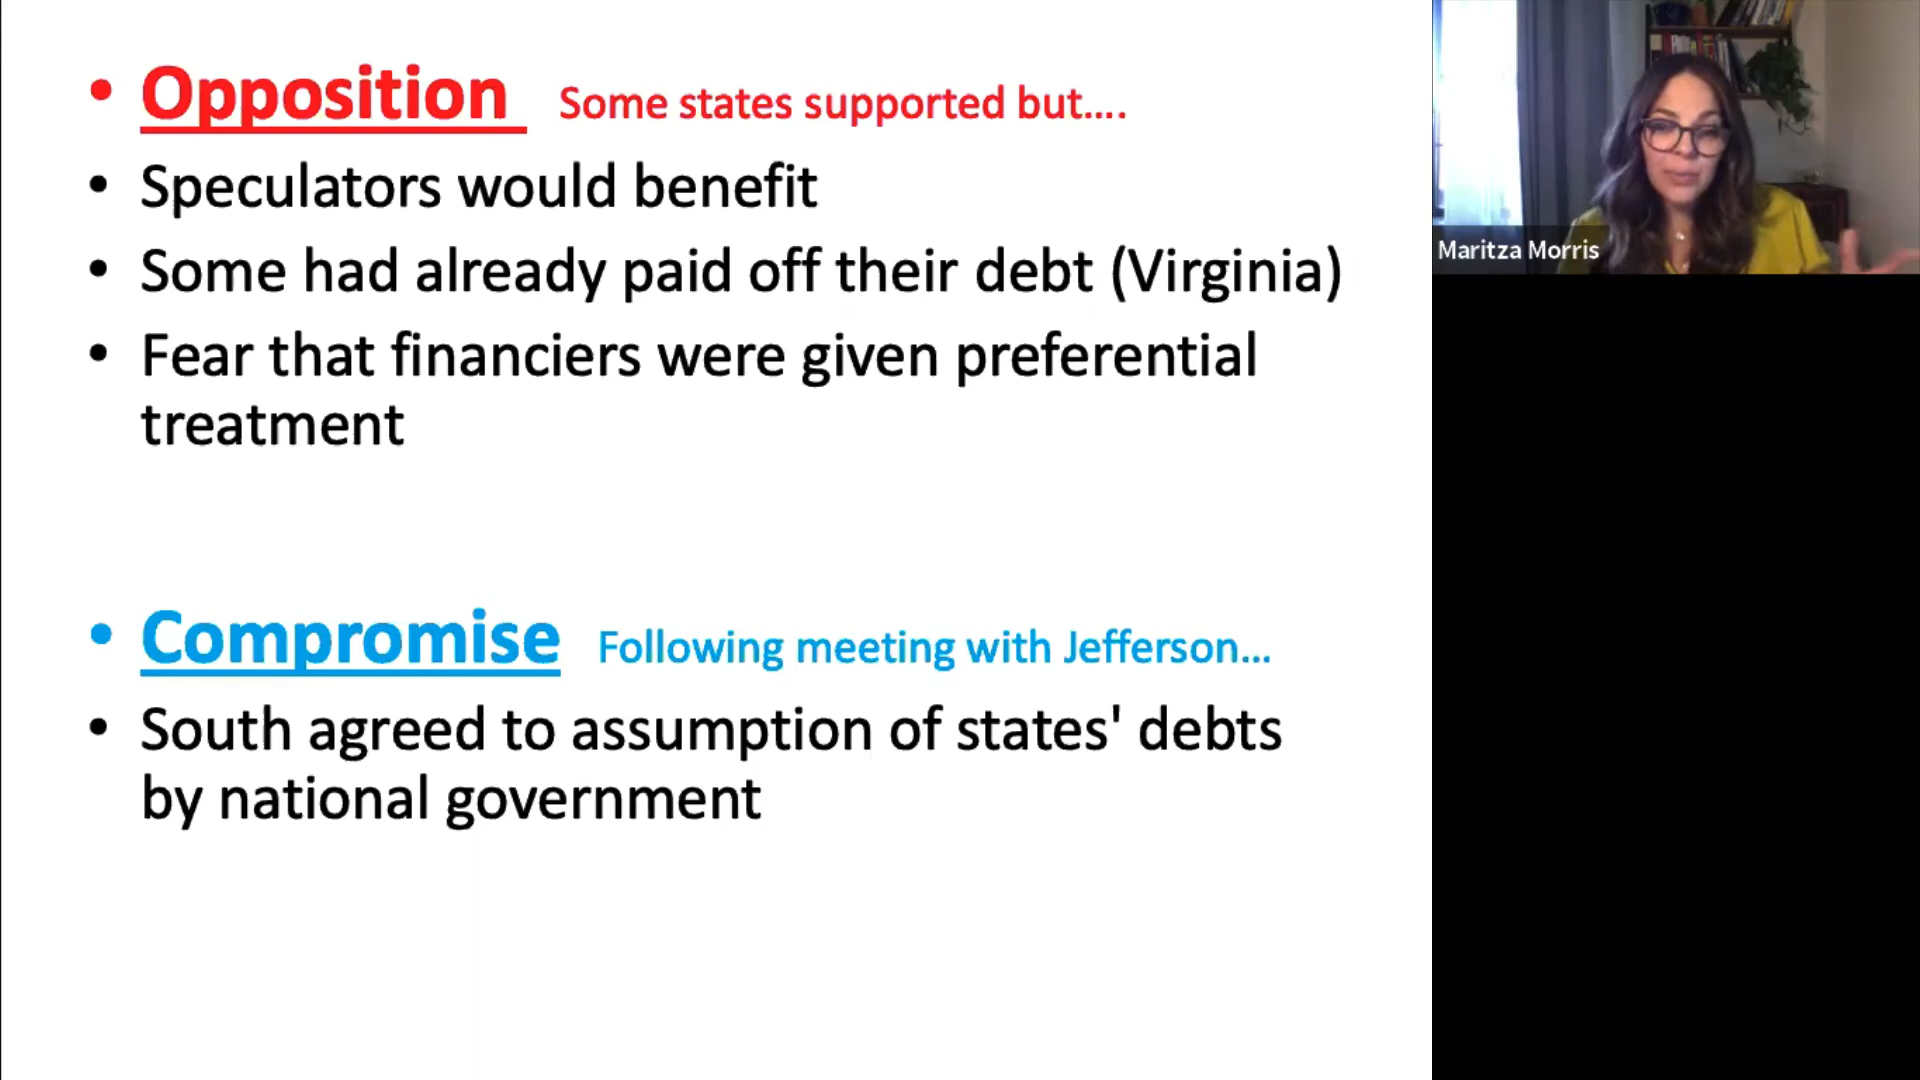 • Opposition Some states supported but....
• Speculators would benefit
• Some had already paid off their debt (Virginia)
• Fear that financiers were given preferential
treatment
• Compromise Following meeting with Jefferson...
• South agreed to assumption of states' debts
by national government
Maritza Morris